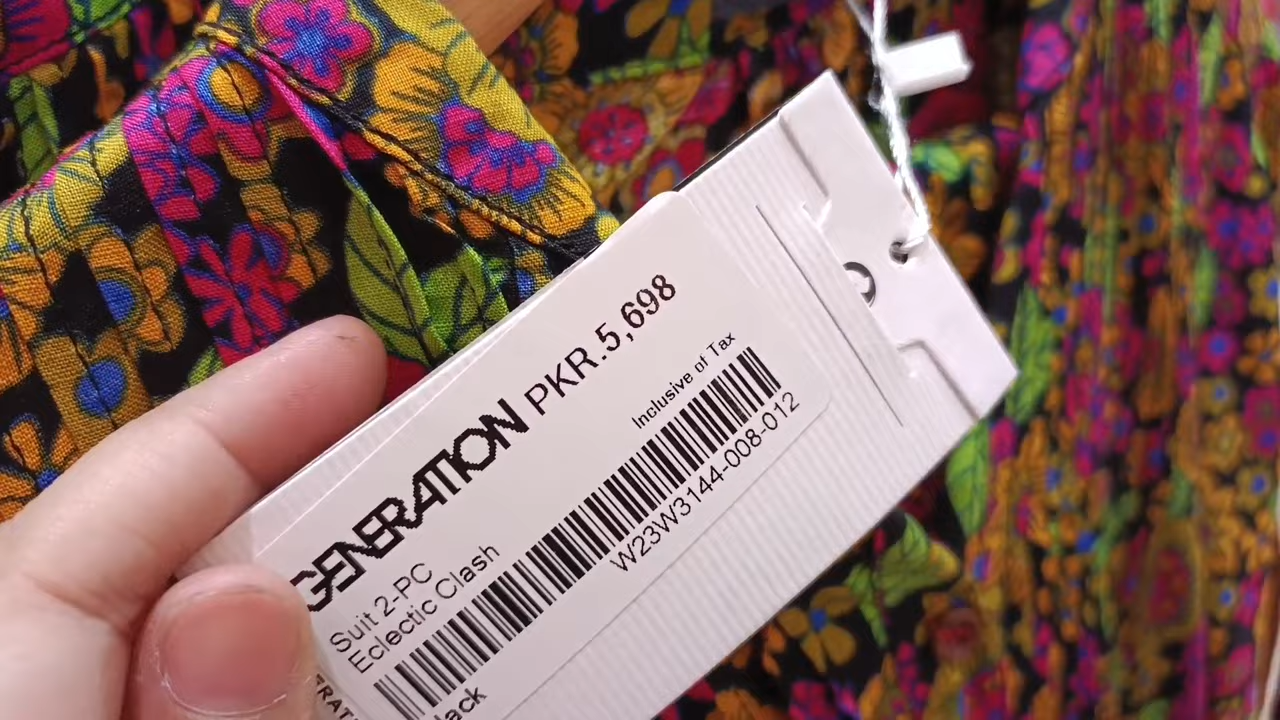 GENERATION PKR.5,698
Inclusive of Tax
Suit 2-PC
Eclectic Clash
W23W3144-008-012